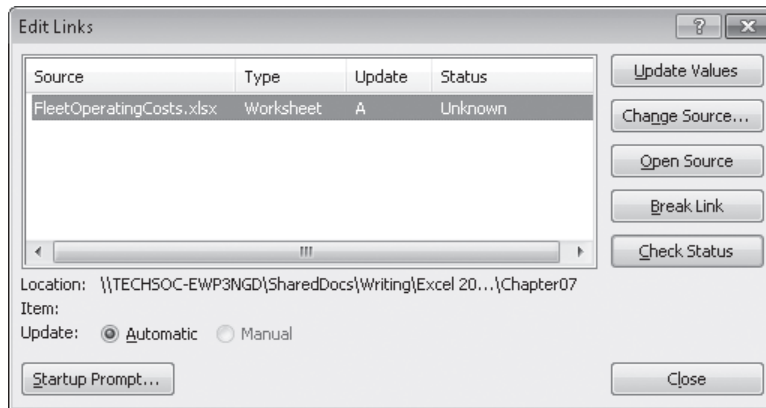 Edit Links
Source Type Update Status
FleetOperatingCosts.xlsx Worksheet A Unknown
Update Values
Change Source...
Open Source
Break Link
Check Status
Location: \\TECHSOC-EWP3NGD\SharedDocs\Writing\Excel 20...\Chapter07
Item:
Update: Automatic Manual
Startup Prompt... Close